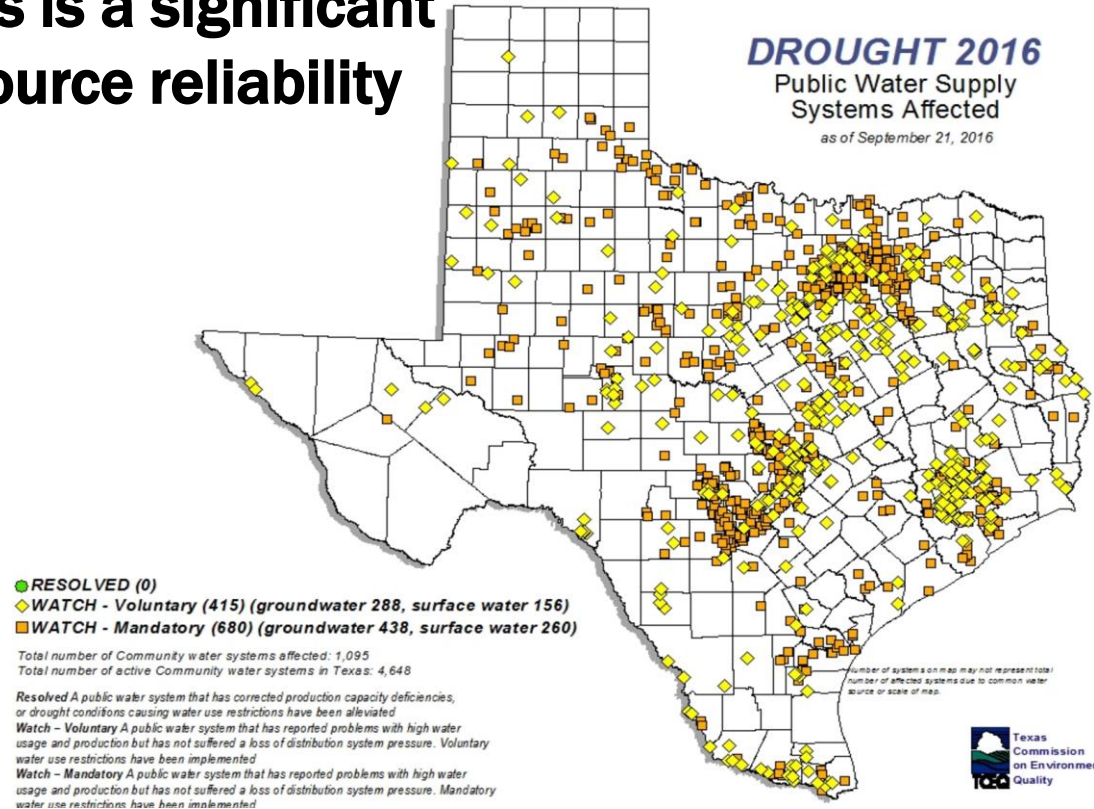 s is a significant
ource reliability
DROUGHT 2016
Public Water Supply
Systems Affected
as of September 21, 2016
RESOLVED (0)
WATCH - Voluntary (415) (groundwater 288, surface water 156)
WATCH - Mandatory (680) (groundwater 438, surface water 260)
Total number of Community water systems affected: 1,095
Total number of active Community water systems in Texas: 4,648
Resolved A public water system that has corrected production capacity deficiencies,
or drought conditions causing water use restrictions have been alleviated
Watch – Voluntary A public water system that has reported problems with high water
usage and production but has not suffered a loss of distribution system pressure. Voluntary
water use restrictions have been implemented
Watch – Mandatory A public water system that has reported problems with high water
usage and production but has not suffered a loss of distribution system pressure. Mandatory
water use restrictions have been implemented
Number of systems on map may not represent total
number of affected systems due to common water
source or scale of map.
TCEQ
Texas
Commission
on Environme
Quality